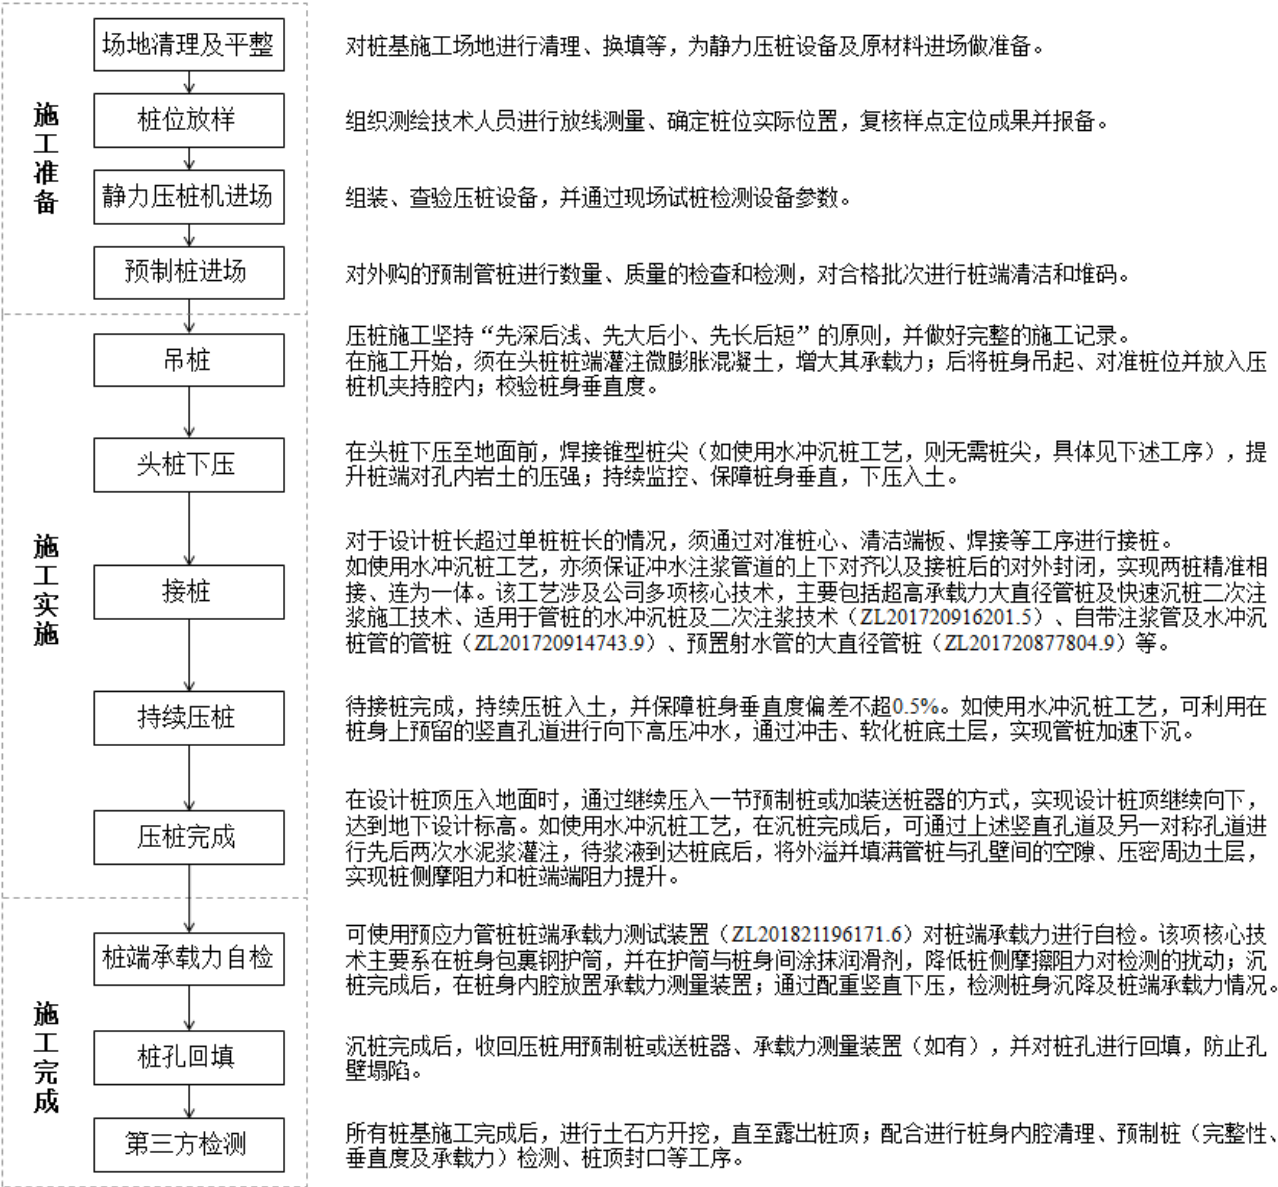 施工准备
场地清理及平整
对桩基施工场地进行清理、换填等，为静力压桩设备及原材料进场做准备。
桩位放样
组织测绘技术人员进行放线测量、确定桩位实际位置，复核样点定位成果并报备。
静力压桩机进场
组装、查验压桩设备，并通过现场试桩检测设备参数。
预制桩进场
对外购的预制管桩进行数量、质量的检查和检测，对合格批次进行桩端清洁和堆码。
施工实施
吊桩
压桩施工坚持“先深后浅、先大后小、先长后短”的原则，并做好完整的施工记录。
在施工开始，须在头桩桩端灌注微膨胀混凝土，增大其承载力；后将桩身吊起、对准桩位并放入压
桩机夹持腔内；校验桩身垂直度。
头桩下压
在头桩下压至地面前，焊接锥型桩尖（如使用水冲沉桩工艺，则无需桩尖，具体见下述工序），提
升桩端对孔内岩土的压强；持续监控、保障桩身垂直，下压入土。
接桩
对于设计桩长超过单桩桩长的情况，须通过对准桩心、清洁端板、焊接等工序进行接桩。
如使用水冲沉桩工艺，亦须保证冲水注浆管道的上下对齐以及接桩后的对外封闭，实现两桩精准相
接、连为一体。该工艺涉及公司多项核心技术，主要包括超高承载力大直径管桩及快速沉桩二次注
浆施工技术、适用于管桩的水冲沉桩及二次注浆技术（ZL201720916201.5）、自带注浆管及水冲沉
桩管的管桩（ZL201720914743.9）、预置射水管的大直径管桩（ZL201720877804.9）等。
持续压桩
待接桩完成，持续压桩入土，并保障桩身垂直度偏差不超0.5%。如使用水冲沉桩工艺，可利用在
桩身上预留的竖直孔道进行向下高压冲水，通过冲击、软化桩底土层，实现管桩加速下沉。
压桩完成
在设计桩顶压入地面时，通过继续压入一节预制桩或加装送桩器的方式，实现设计桩顶继续向下，
达到地下设计标高。如使用水冲沉桩工艺，在沉桩完成后，可通过上述竖直孔道及另一对称孔道进
行先后两次水泥浆灌注，待浆液到达桩底后，将外溢并填满管桩与孔壁间的空隙、压密周边土层，
实现桩侧摩阻力和桩端端阻力提升。
施工完成
桩端承载力自检
可使用预应力管桩桩端承载力测试装置（ZL201821196171.6）对桩端承载力进行自检。该项核心技
术主要系在桩身包裹钢护筒，并在护筒与桩身间涂抹润滑剂，降低桩侧摩擦阻力对检测的扰动；沉
桩完成后，在桩身内腔放置承载力测量装置；通过配重竖直下压，检测桩身沉降及桩端承载力情况。
桩孔回填
沉桩完成后，收回压桩用预制桩或送桩器、承载力测量装置（如有），并对桩孔进行回填，防止孔
壁塌陷。
第三方检测
所有桩基施工完成后，进行土石方开挖，直至露出桩顶；配合进行桩身内腔清理、预制桩（完整性、
垂直度及承载力）检测、桩顶封口等工序。